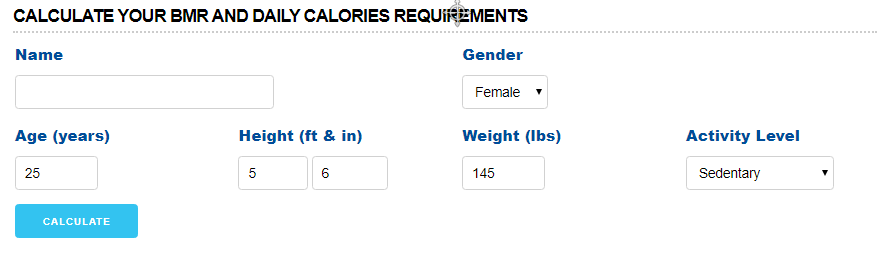 CALCULATE YOUR BMR AND DAILY CALORIES REQUIREMENTS
Name Gender
Female
Age (years) Height (ft & in) Weight (lbs) Activity Level
25 5 6 145 Sedentary
CALCULATE